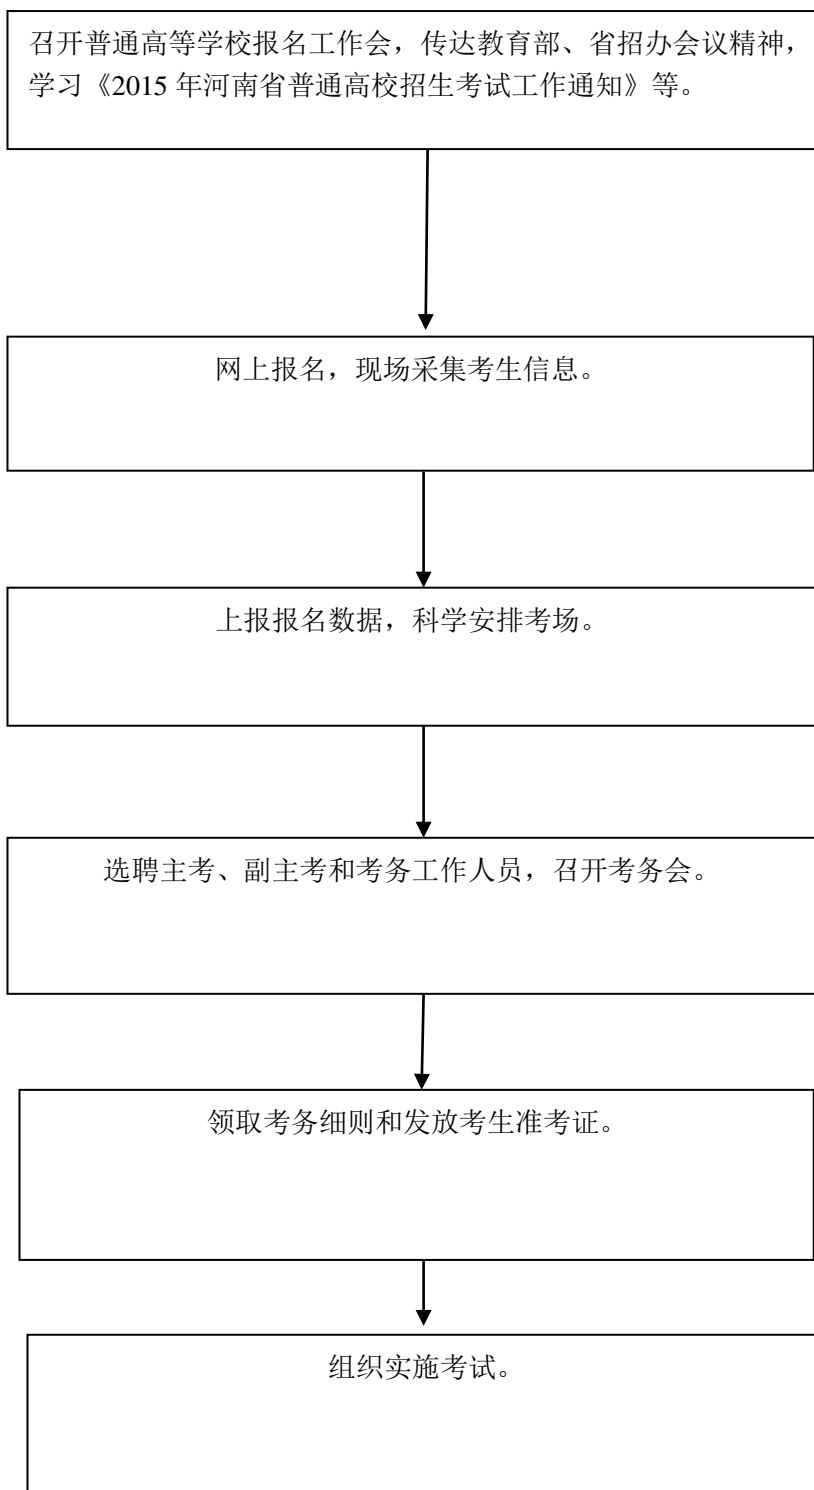 召开普通高等学校报名工作会，传达教育部、省招办会议精神，
学习《2015 年河南省普通高校招生考试工作通知》等。
网上报名，现场采集考生信息。
上报报名数据，科学安排考场。
选聘主考、副主考和考务工作人员，召开考务会。
领取考务细则和发放考生准考证。
组织实施考试。